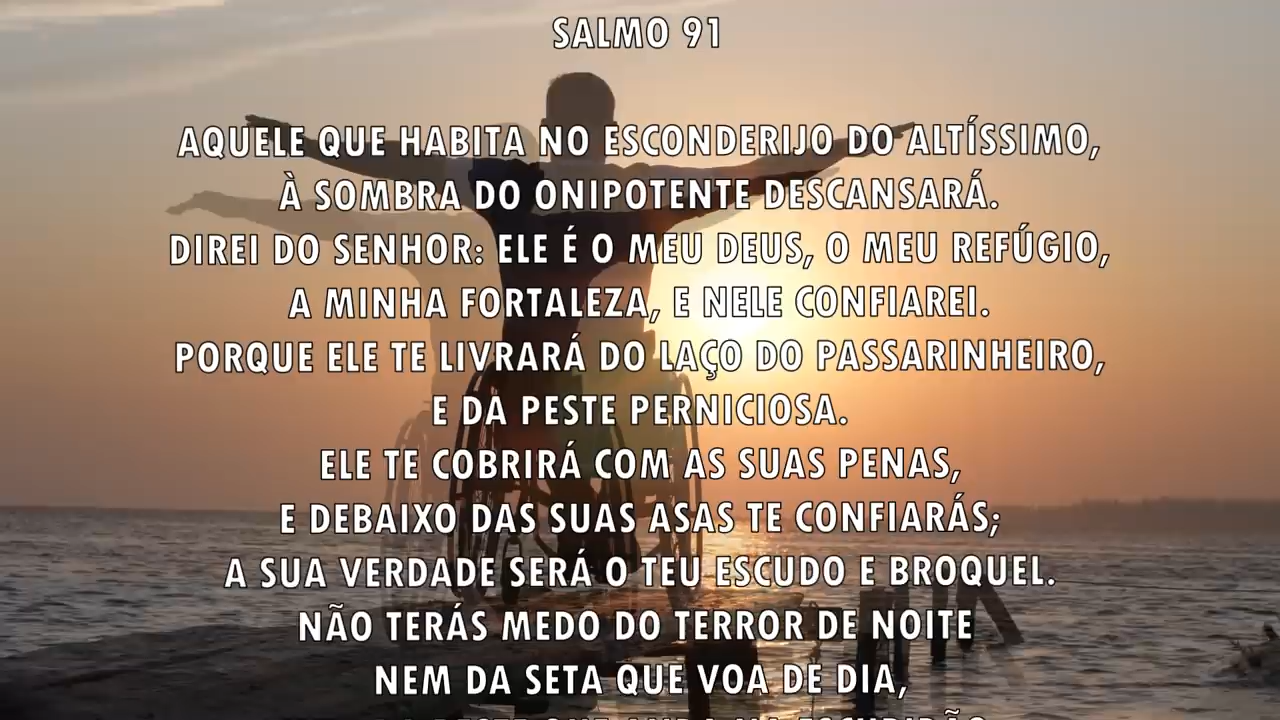 SALMO 91
AQUELE QUE HABITA NO ESCONDERIJO DO ALTÍSSIMO,
À SOMBRA DO ONIPOTENTE DESCANSARÁ.
DIREI DO SENHOR: ELE É O MEU DEUS, O MEU REFÚGIO,
A MINHA FORTALEZA, E NELE CONFIAREI.
PORQUE ELE TE LIVRARÁ DO LAÇO DO PASSARINHEIRO,
E DA PESTE PERNICIOSA.
ELE TE COBRIRÁ COM AS SUAS PENAS,
E DEBAIXO DAS SUAS ASAS TE CONFIARÁS;
A SUA VERDADE SERÁ O TEU ESCUDO E BROQUEL.
NÃO TERÁS MEDO DO TERROR DE NOITE
NEM DA SETA QUE VOA DE DIA,